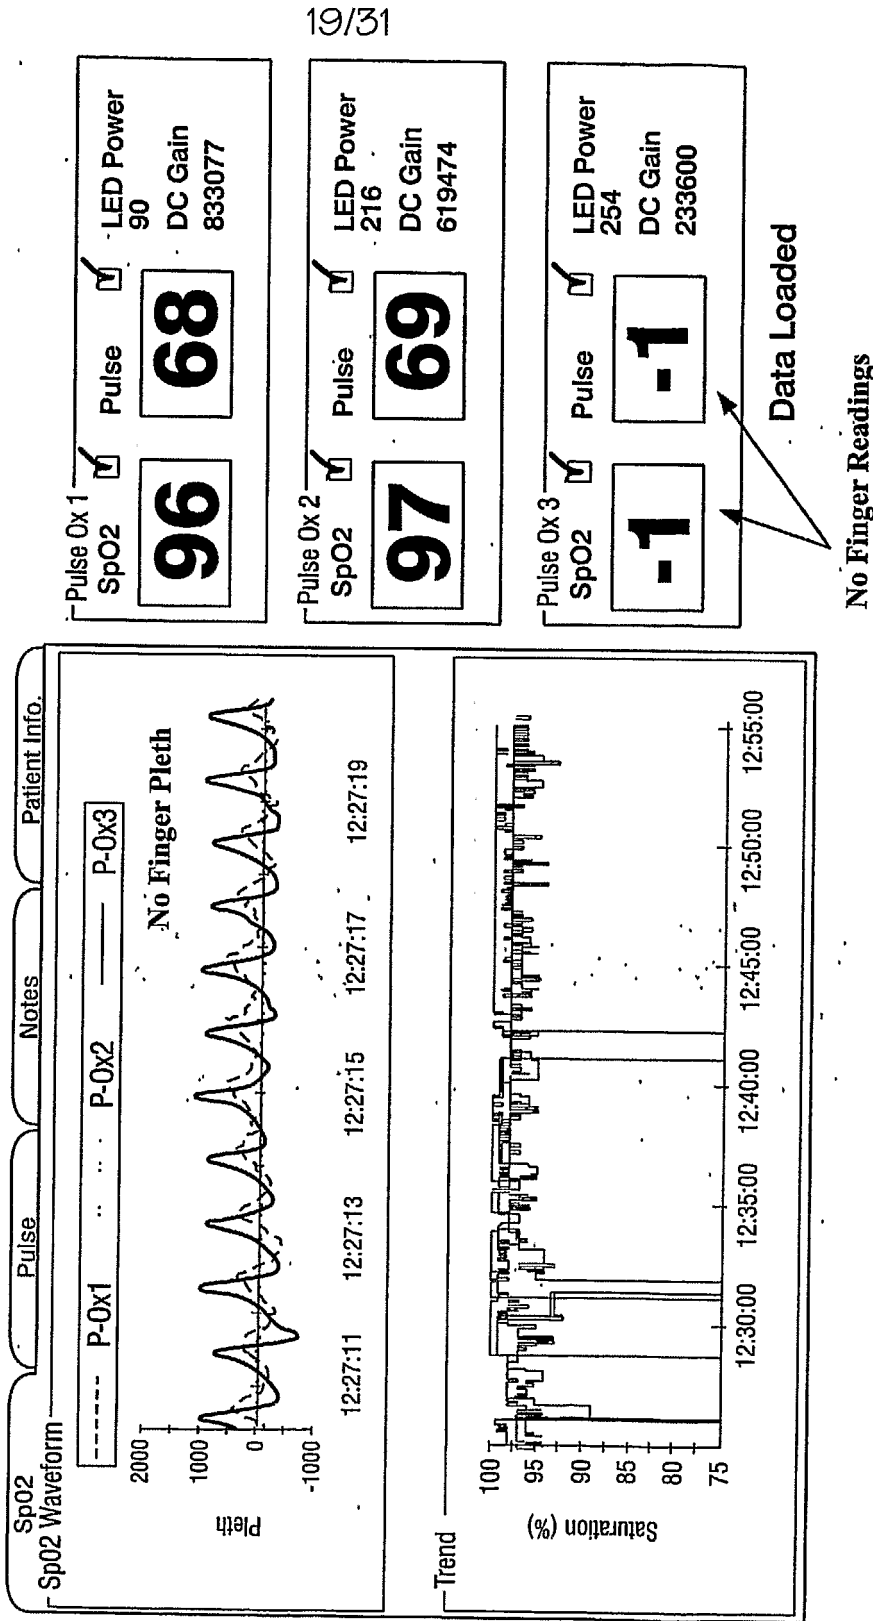 19/31
SpO2
Pulse
Notes
Patient Info.
SpO2 Waveform
P-Ox1
P-Ox2
P-Ox3
No Finger Pleth
Pleth
2000
1000
0
-1000
12:27:11
12:27:13
12:27:15
12:27:17
12:27:19
Trend
Saturation (%)
100
95
90
85
80
75
12:30:00
12:35:00
12:40:00
12:45:00
12:50:00
12:55:00
Pulse Ox 1
SpO2
Pulse
LED Power
90
96
68
DC Gain
833077
Pulse Ox 2
SpO2
Pulse
LED Power
216
97
69
DC Gain
619474
Pulse Ox 3
SpO2
Pulse
LED Power
254
-1
-1
DC Gain
233600
Data Loaded
No Finger Readings